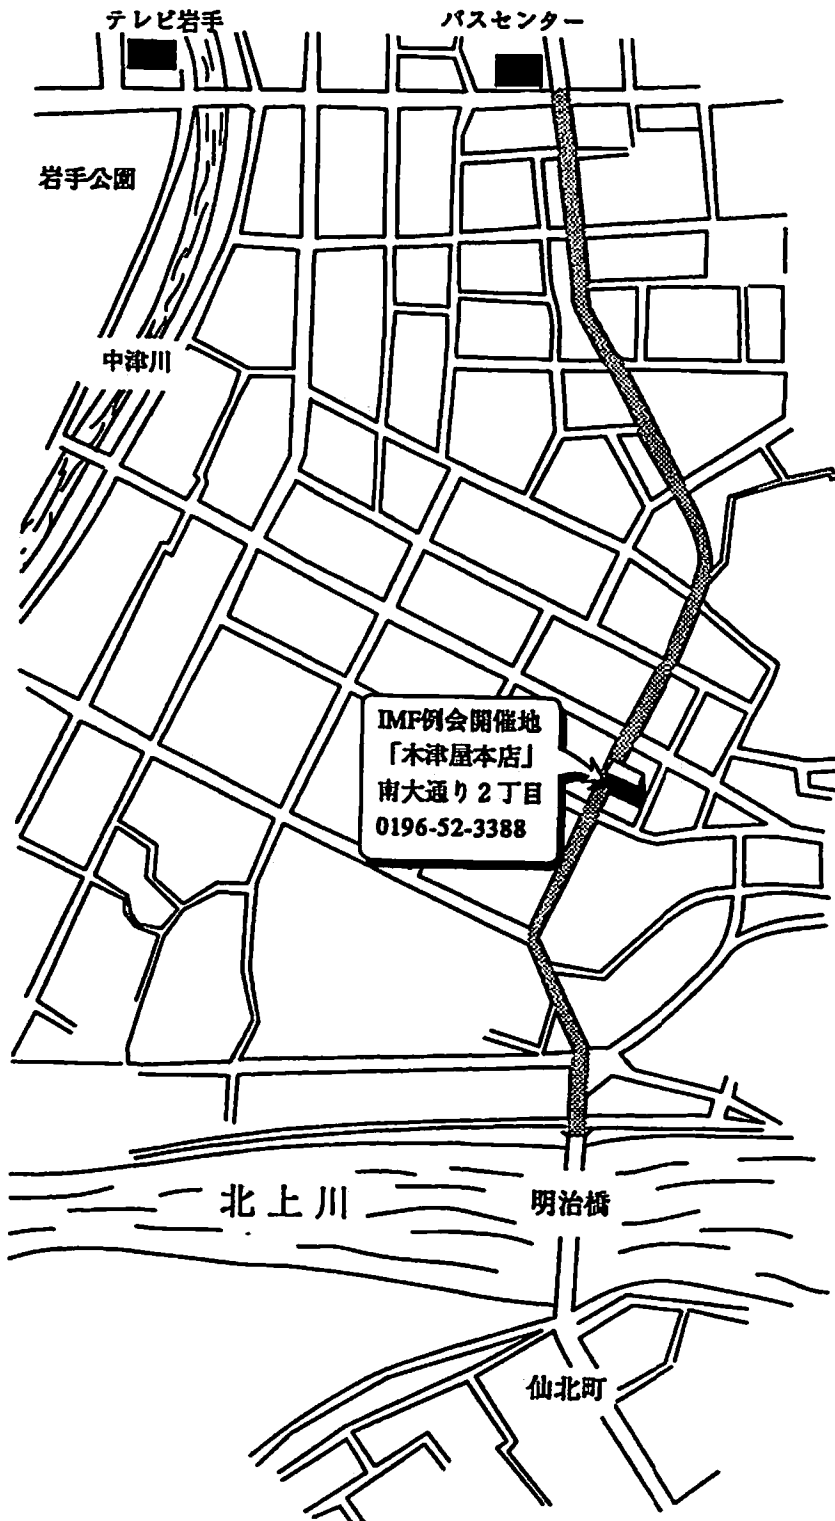 テレビ岩手
バスセンター
岩手公園
中津川
IMF例会開催地
「木津屋本店」
南大通り2丁目
0196-52-3388
北上川
明治橋
仙北町